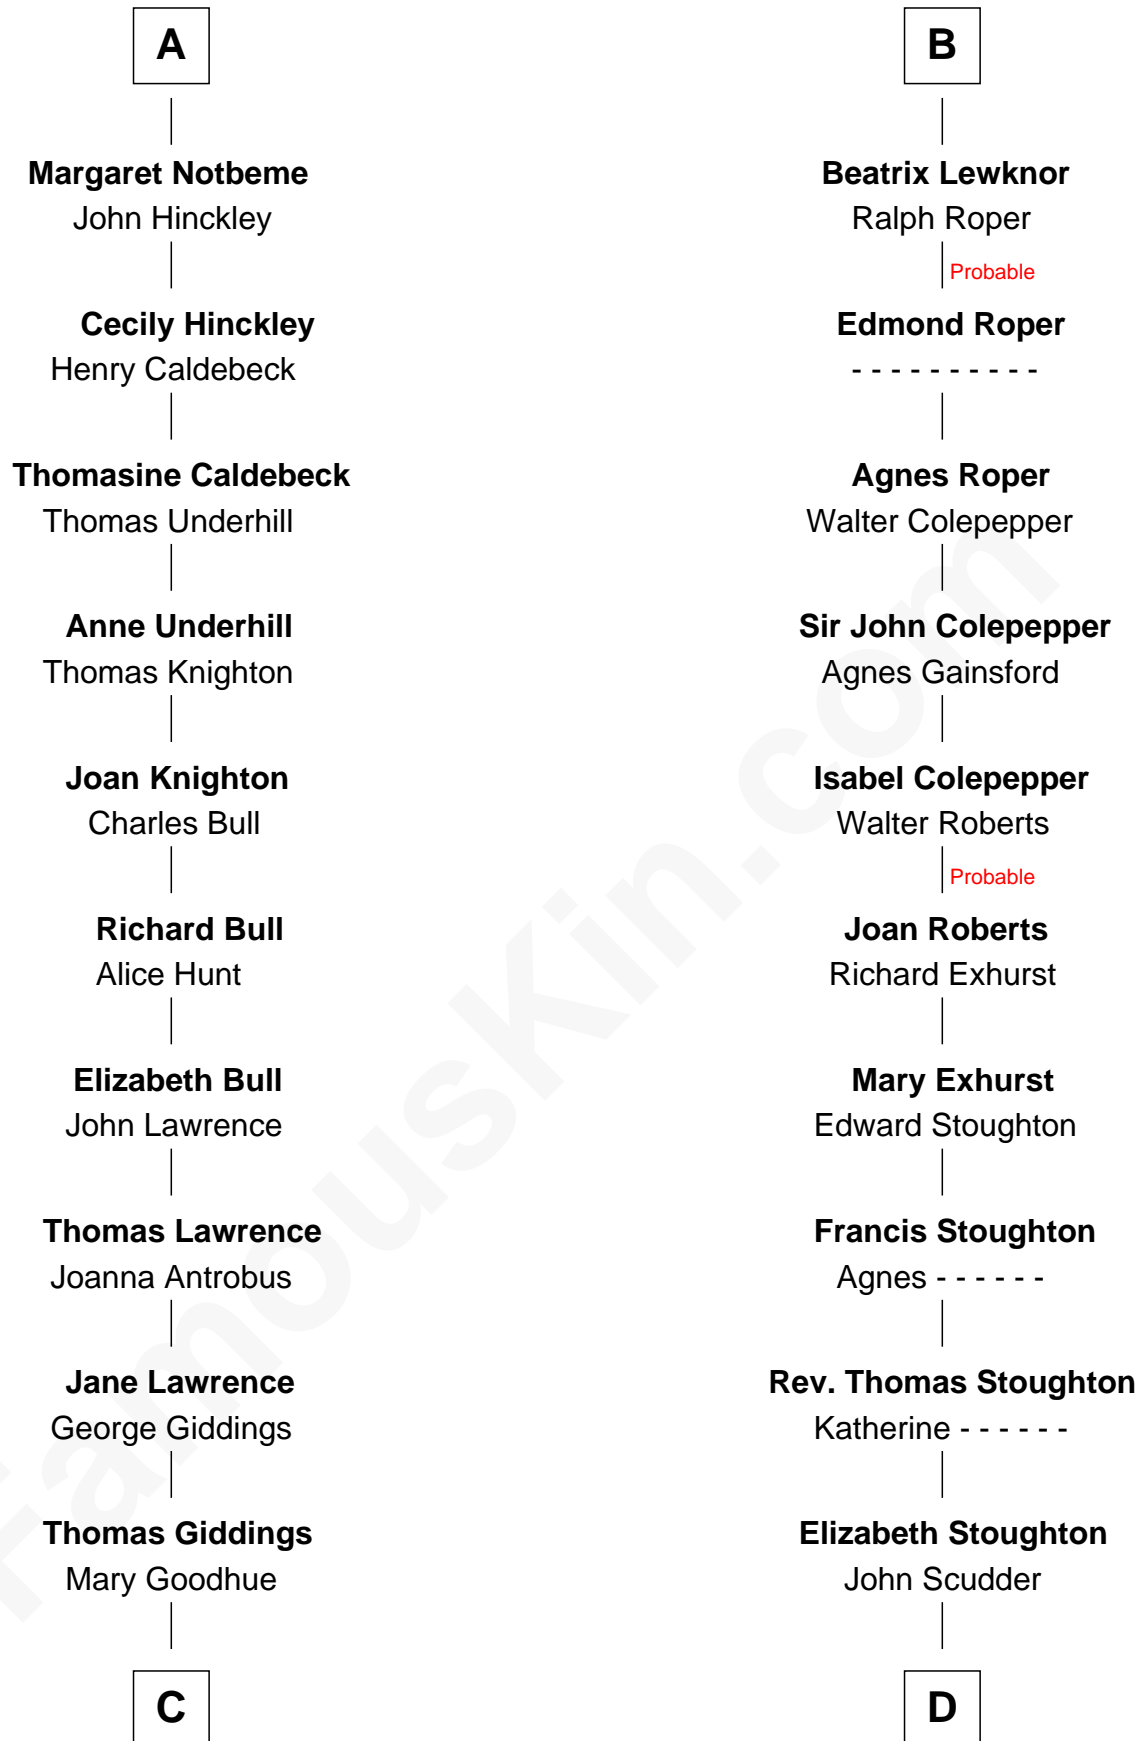 A
Margaret Notbeme
John Hinckley
Cecily Hinckley
Henry Caldebeck
Thomasine Caldebeck
Thomas Underhill
Anne Underhill
Thomas Knighton
Joan Knighton
Charles Bull
Richard Bull
Alice Hunt
Elizabeth Bull
John Lawrence
Thomas Lawrence
Joanna Antrobus
Jane Lawrence
George Giddings
Thomas Giddings
Mary Goodhue
C
B
Beatrix Lewknor
Ralph Roper
Probable
Edmond Roper
- - - - - - - - - -
Agnes Roper
Walter Colepepper
Sir John Colepepper
Agnes Gainsford
Isabel Colepepper
Walter Roberts
Probable
Joan Roberts
Richard Exhurst
Mary Exhurst
Edward Stoughton
Francis Stoughton
Agnes - - - - - -
Rev. Thomas Stoughton
Katherine - - - - - -
Elizabeth Stoughton
John Scudder
D
FamousKin.com